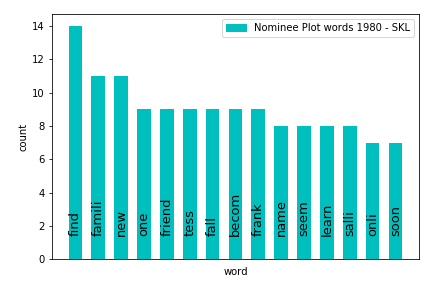 Nominee Plot words 1980 - SKL
14
12
10
8
6
4
2
0
count
find
famili
new
one
friend
tess
fall
becom
frank
name
seem
learn
salli
onli
soon
word